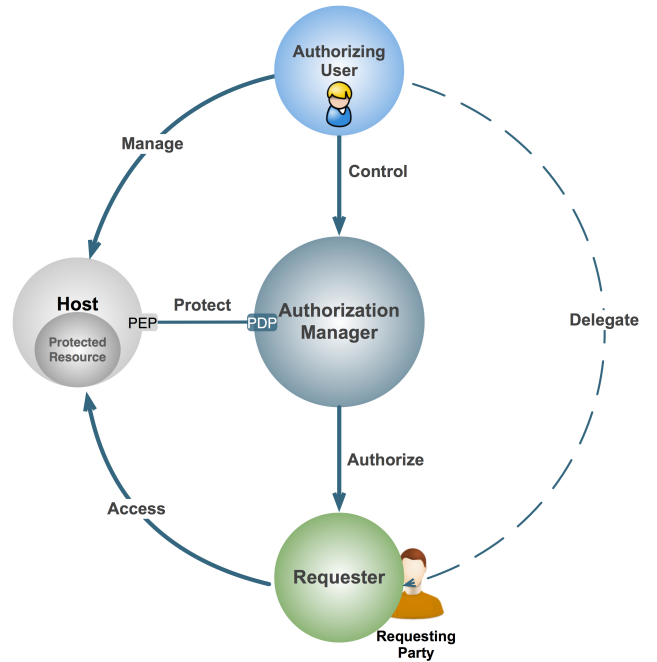 Authorizing
User
Manage
Control
Host
Protected
Resource
PEP
Protect
PDP
Authorization
Manager
Delegate
Authorize
Access
Requester
Requesting
Party